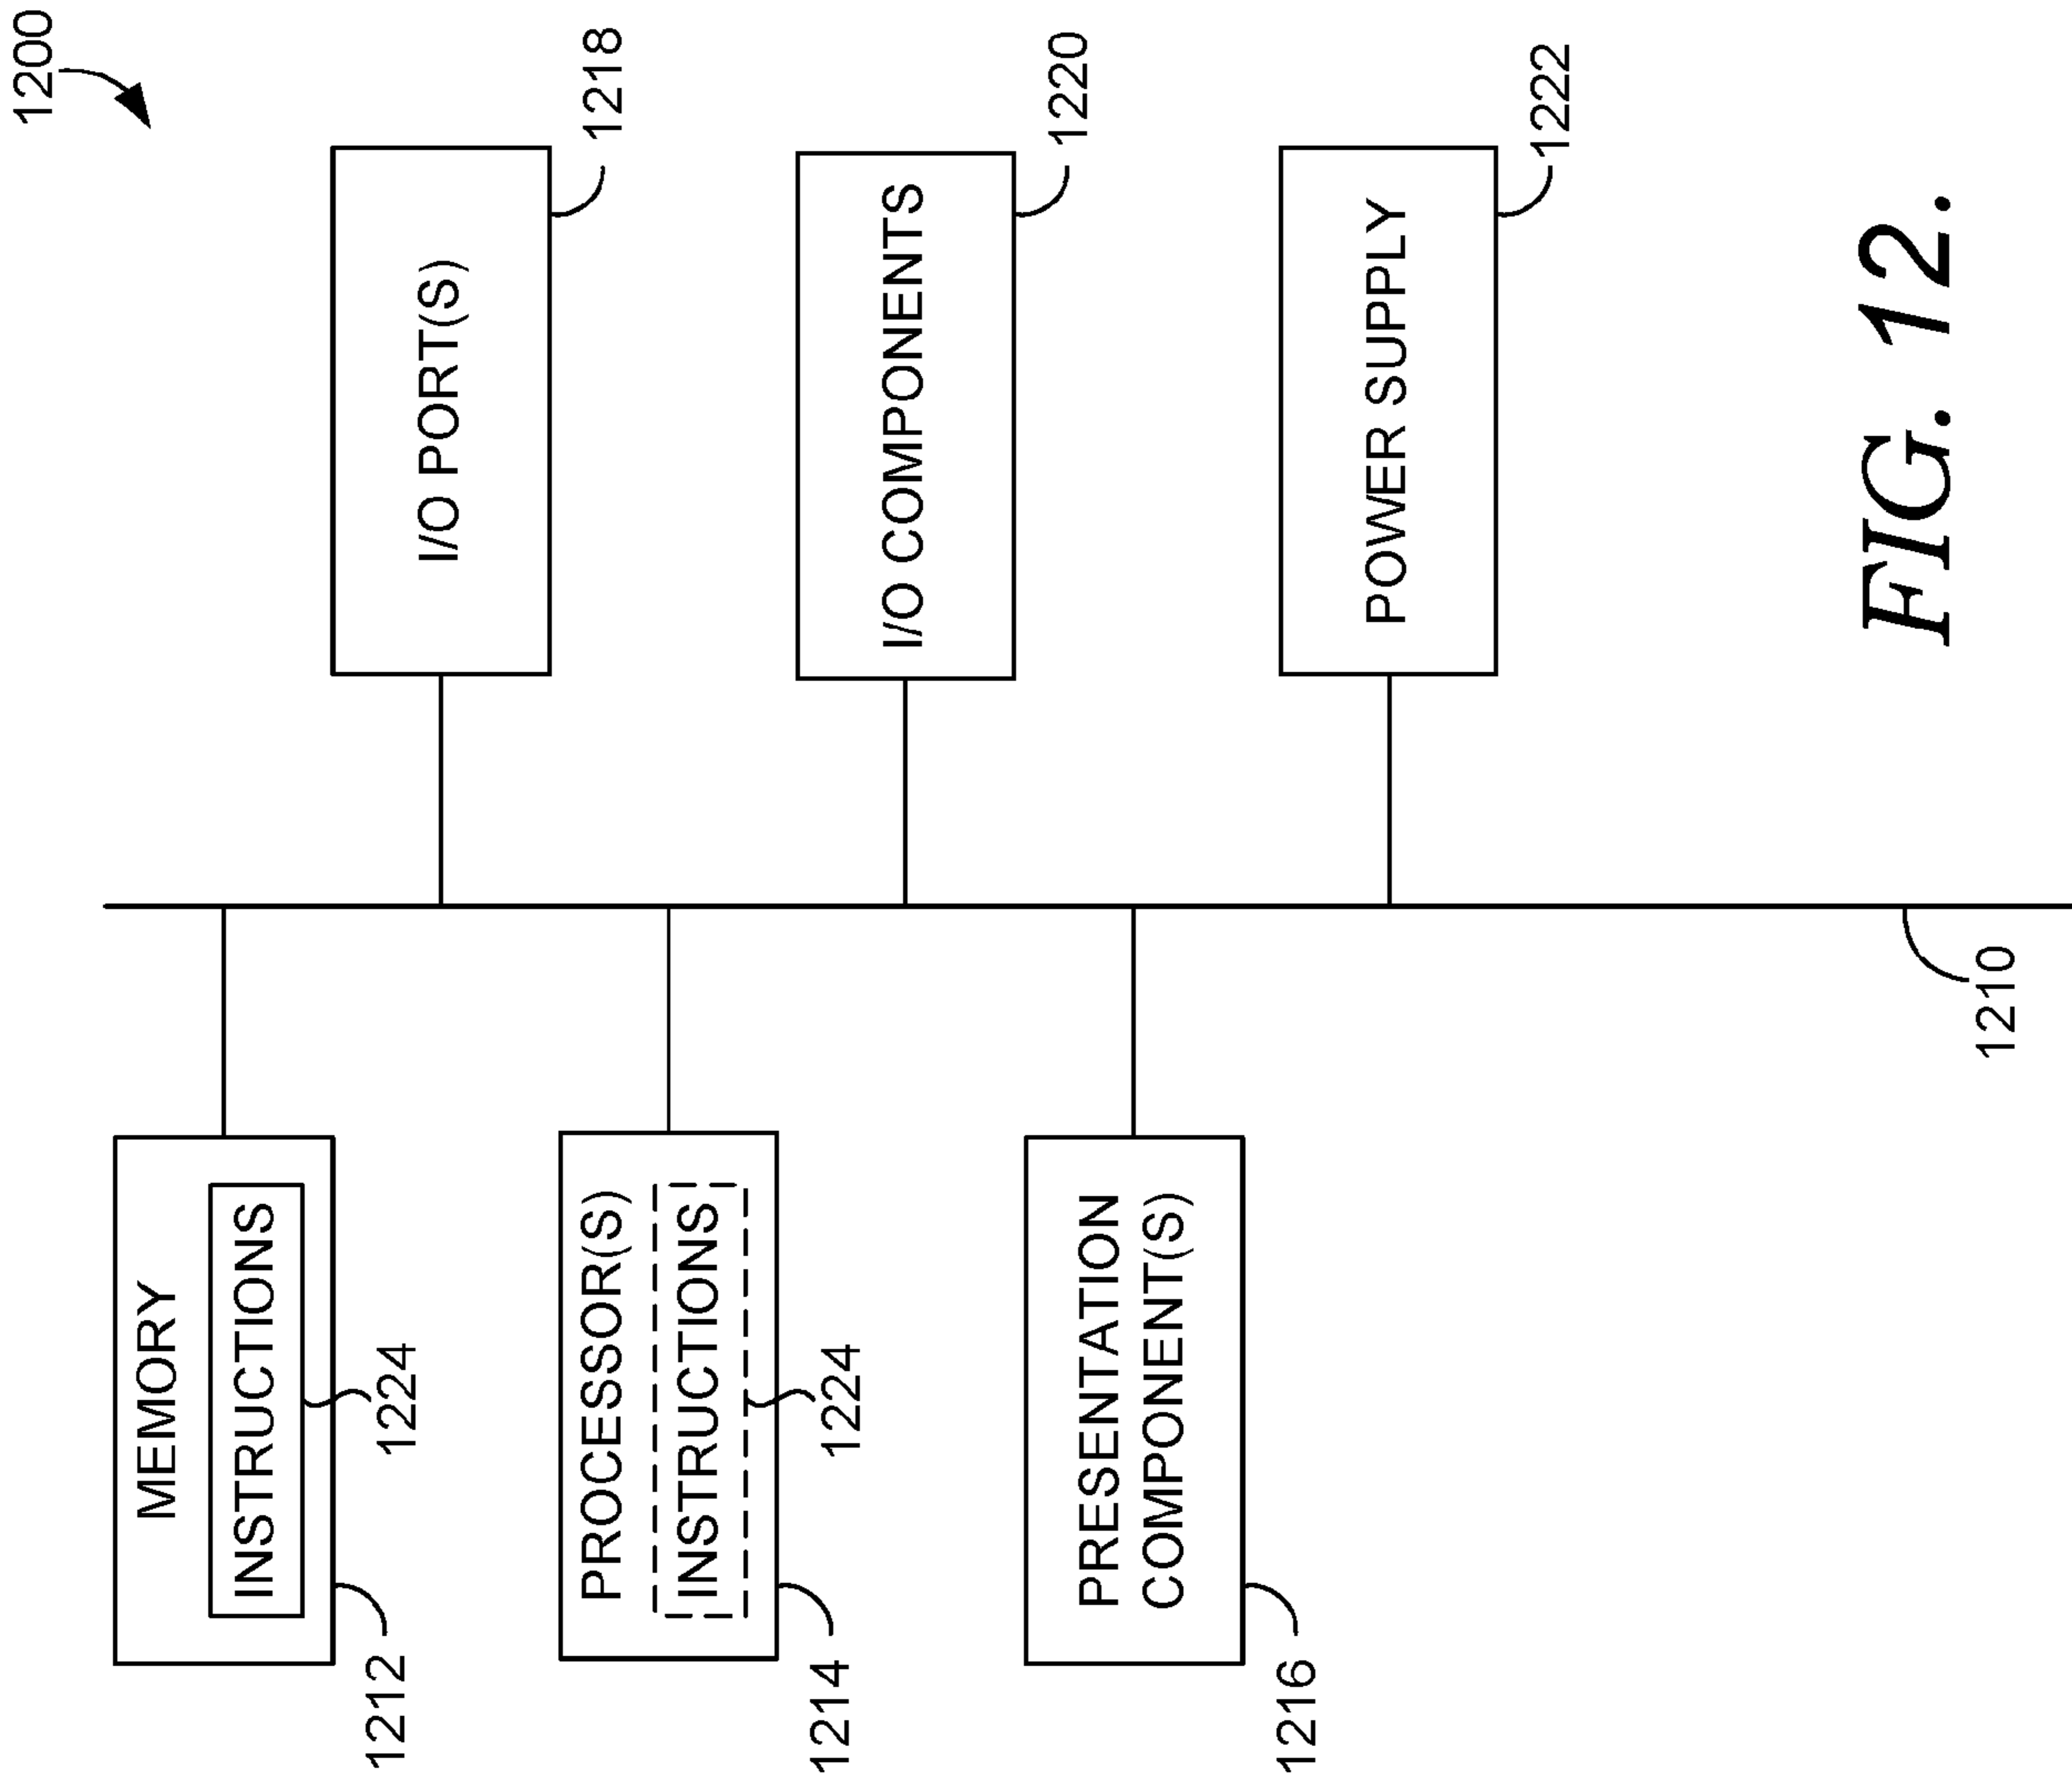 1200
MEMORY
INSTRUCTIONS
1224
1212
I/O PORT(S)
1218
PROCESSOR(S)
INSTRUCTIONS
1224
1214
I/O COMPONENTS
1220
PRESENTATION
COMPONENT(S)
1216
POWER SUPPLY
1222
1210
FIG. 12.